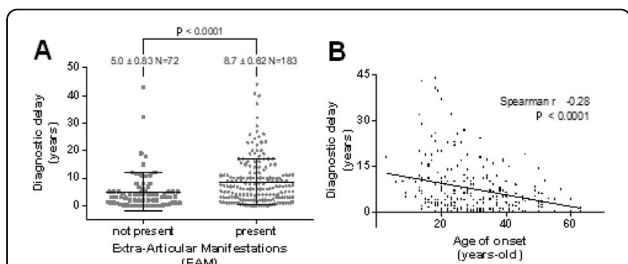 A
P < 0.0001
5.0 ± 0.83 N=72
8.7 ± 0.62 N=183
50
40
30
20
10
0
Diagnostic delay
(years)
not present
present
Extra-Articular Manifestations
(EAM)
B
45
30
15
0
Diagnostic delay
(years)
Spearman r -0.28
P < 0.0001
20
40
60
Age of onset
(years-old)